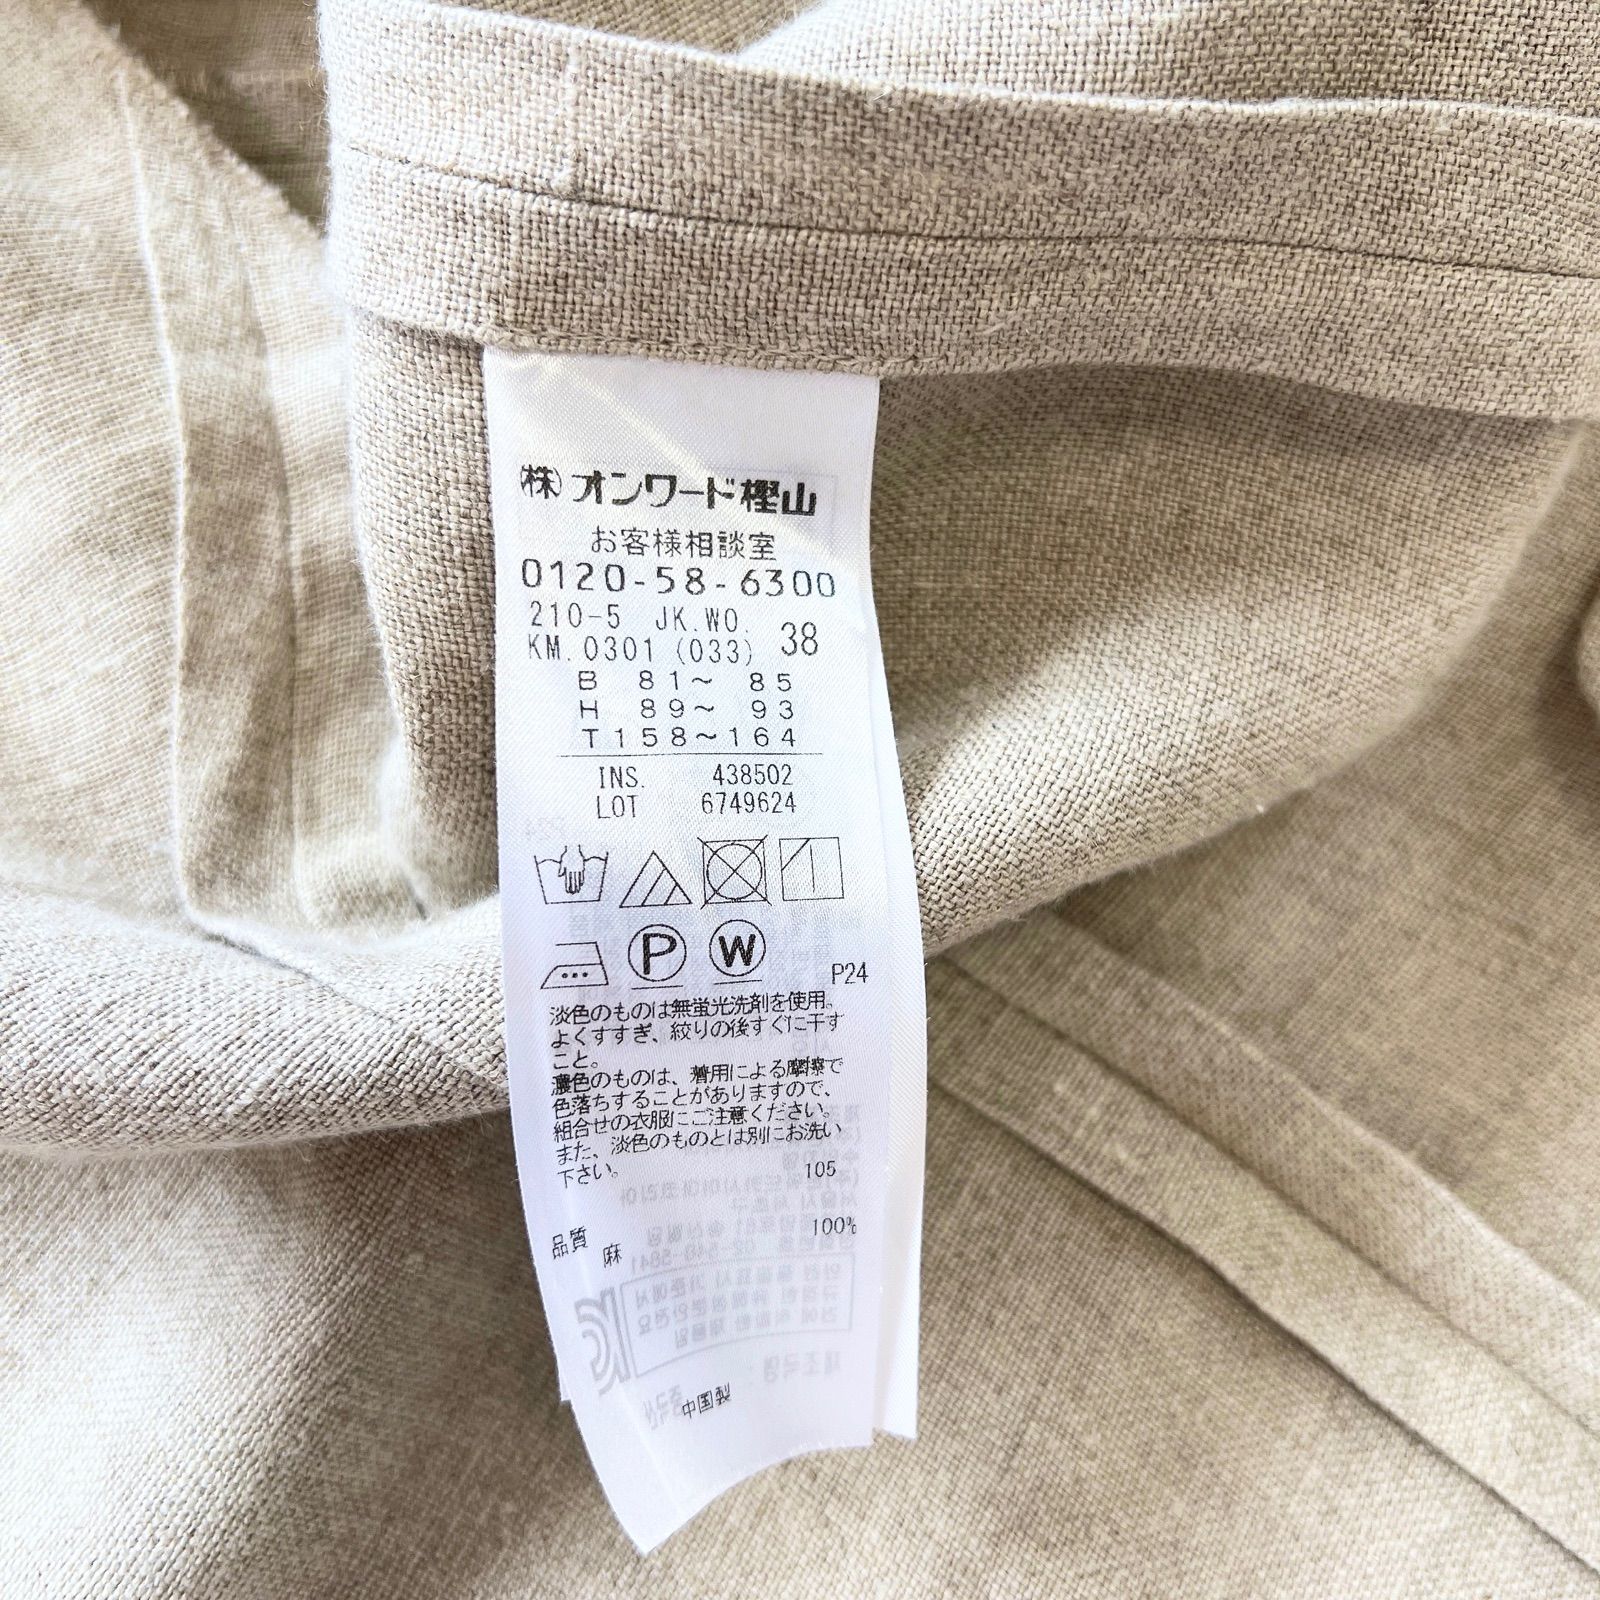 ㈱オンワード樫山
お客様相談室
0120-58-6300
210-5 JK.WO.
KM.0301 (033) 38
B 81~ 85
H 89~ 93
T158~164
INS. 438502
LOT 6749624
P W
P24
淡色のものは無蛍光洗剤を使用。
よくすすぎ、絞りの後すぐに干す
こと。
濃色のものは、着用による摩擦で
色落ちすることがありますので、
組合せの衣服にご注意ください。
また、淡色のものとは別にお洗い
下さい。 105
品質 麻 100%
中国製